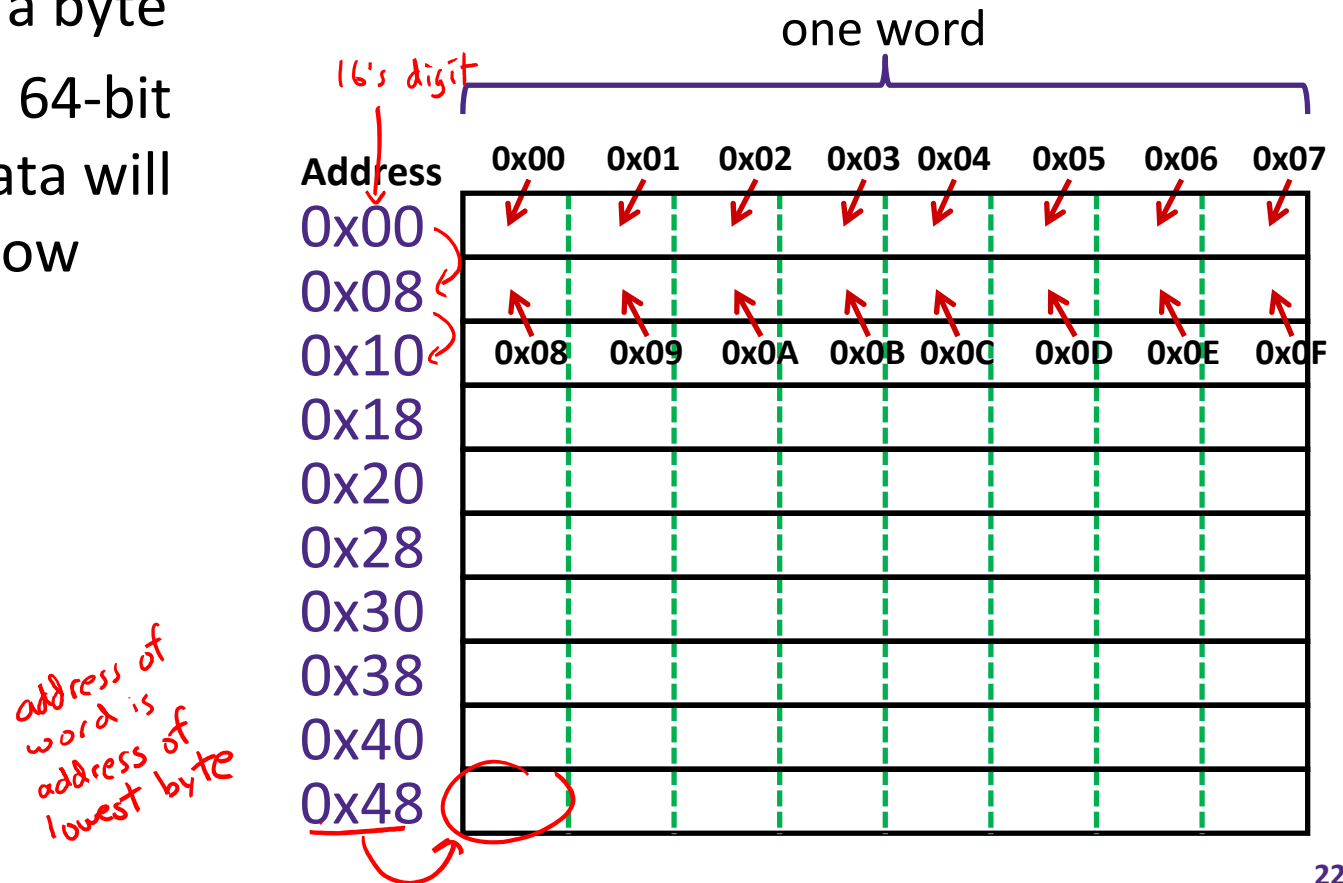 a byte
64-bit
ata will
ow
one word
16's digit
Address
0x00 0x01 0x02 0x03 0x04 0x05 0x06 0x07
0x00
0x08
0x10
0x08 0x09 0x0A 0x0B 0x0C 0x0D 0x0E 0x0F
0x18
0x20
0x28
0x30
0x38
0x40
0x48
address of
word is
address of
lowest byte
22